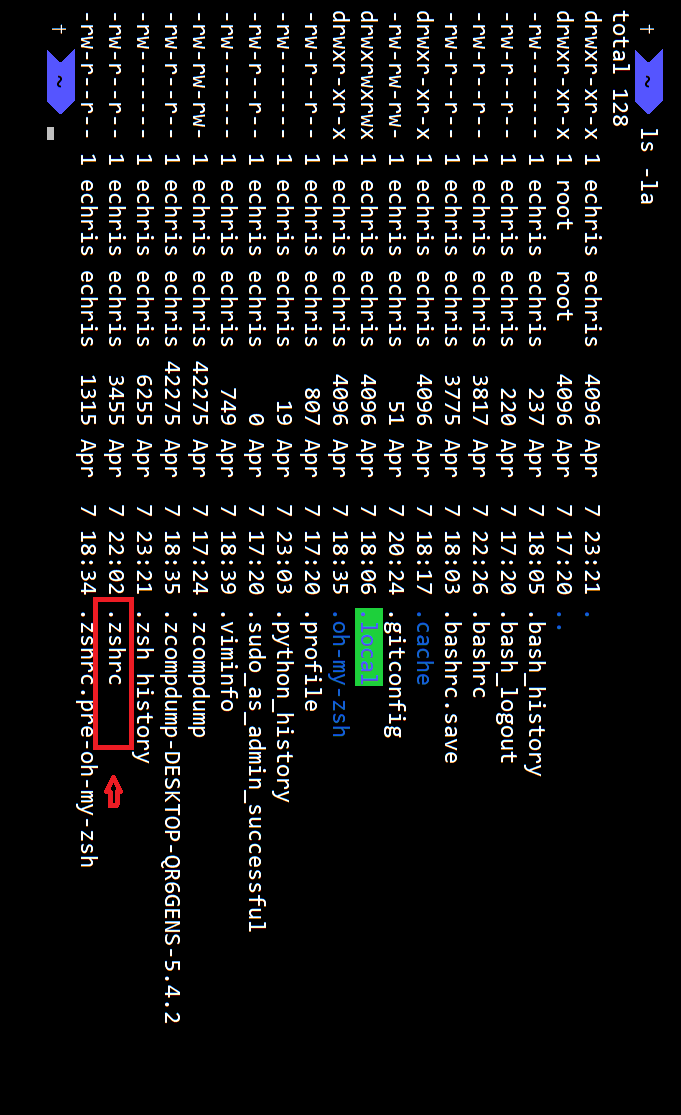 ~ ls -la
total 128
drwxr-xr-x 1 echris echris  4096 Apr  7 23:21 .
drwxr-xr-x 1 root   root    4096 Apr  7 17:20 ..
-rw------- 1 echris echris   237 Apr  7 18:05 .bash_history
-rw-r--r-- 1 echris echris   220 Apr  7 17:20 .bash_logout
-rw-r--r-- 1 echris echris  3817 Apr  7 22:26 .bashrc
-rw-r--r-- 1 echris echris  3775 Apr  7 18:03 .bashrc.save
drwxr-xr-x 1 echris echris  4096 Apr  7 18:17 .cache
-rw-rw-rw- 1 echris echris    51 Apr  7 20:24 .gitconfig
drwxrwxrwx 1 echris echris  4096 Apr  7 18:06 .local
drwxr-xr-x 1 echris echris  4096 Apr  7 18:35 .oh-my-zsh
-rw-r--r-- 1 echris echris   807 Apr  7 17:20 .profile
-rw------- 1 echris echris    19 Apr  7 23:03 .python_history
-rw-r--r-- 1 echris echris     0 Apr  7 17:20 .sudo_as_admin_successful
-rw------- 1 echris echris   749 Apr  7 18:39 .viminfo
-rw-rw-rw- 1 echris echris 42275 Apr  7 17:24 .zcompdump
-rw-r--r-- 1 echris echris 42275 Apr  7 18:35 .zcompdump-DESKTOP-QR6GENS-5.4.2
-rw------- 1 echris echris  6255 Apr  7 23:21 .zsh_history
-rw-r--r-- 1 echris echris  3455 Apr  7 22:02 .zshrc
-rw-r--r-- 1 echris echris  1315 Apr  7 18:34 .zshrc.pre-oh-my-zsh
~